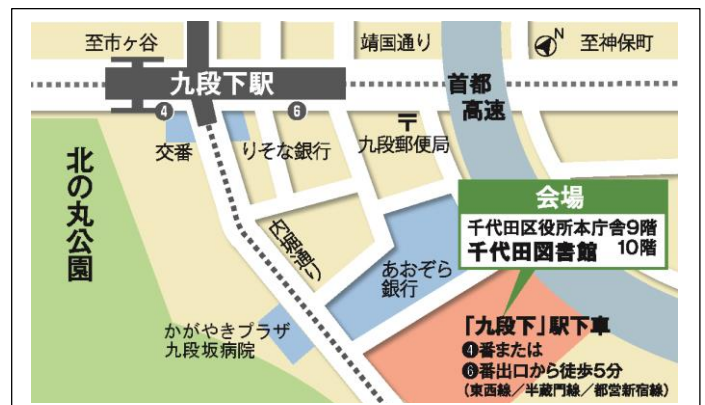 至市ヶ谷
靖国通り
N
至神保町
九段下駅
首都
高速
❹
❻
〒
交番
りそな銀行
九段郵便局
北の丸公園
会場
千代田区役所本庁舎9階
千代田図書館 10階
内堀通り
あおぞら
銀行
かがやきプラザ
九段坂病院
「九段下」駅下車
❹番または
❻番出口から徒歩5分
(東西線/半蔵門線/都営新宿線)